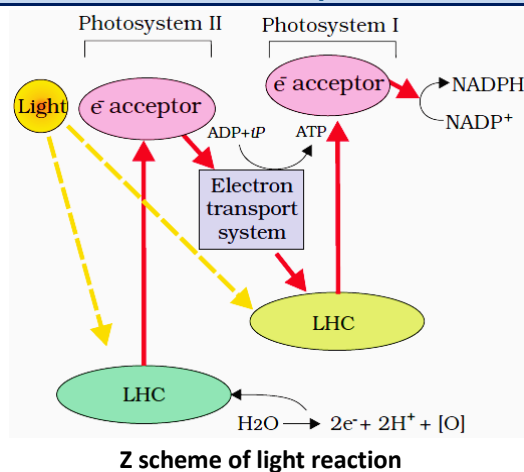 Photosystem II
Photosystem I
Light
e⁻ acceptor
e⁻ acceptor
NADPH
NADP⁺
ADP+iP
ATP
Electron
transport
system
LHC
LHC
H2O → 2e⁻ + 2H⁺ + [O]
Z scheme of light reaction